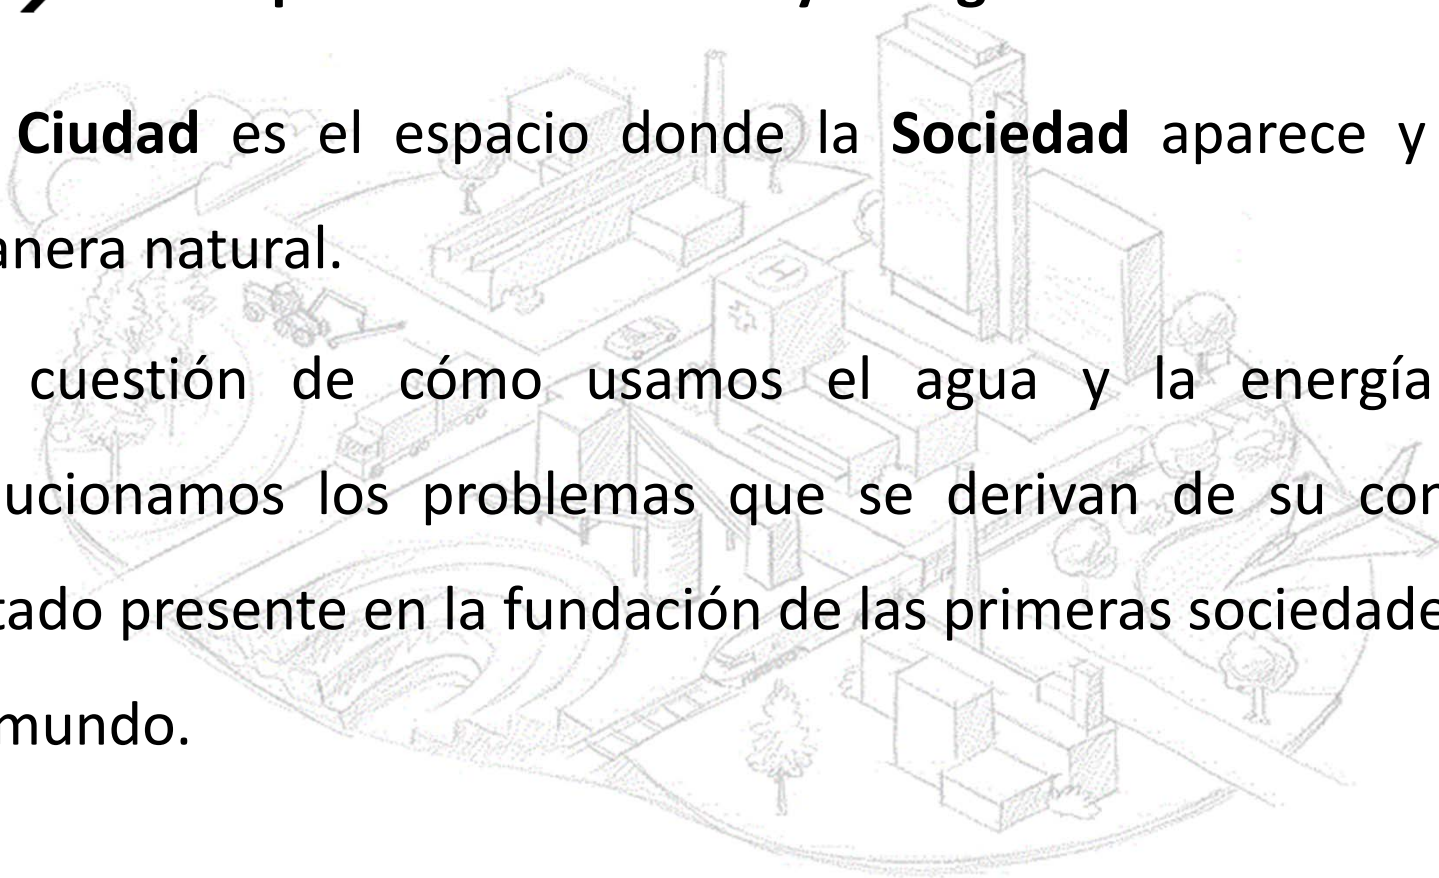 Ciudad es el espacio donde la Sociedad aparece y
anera natural.
cuestión de cómo usamos el agua y la energía
ucionamos los problemas que se derivan de su con
tado presente en la fundación de las primeras sociedade
mundo.